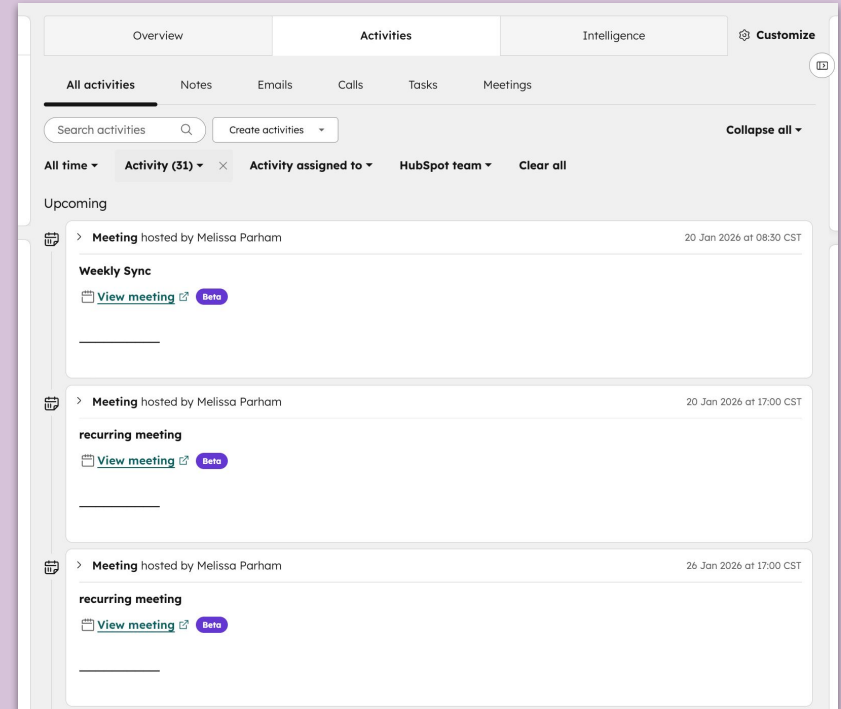 Overview
Activities
Intelligence
Customize
All activities
Notes
Emails
Calls
Tasks
Meetings
Search activities
Create activities
Collapse all
All time
Activity (31)
Activity assigned to
HubSpot team
Clear all
Upcoming
Meeting hosted by Melissa Parham
20 Jan 2026 at 08:30 CST
Weekly Sync
View meeting
Beta
Meeting hosted by Melissa Parham
20 Jan 2026 at 17:00 CST
recurring meeting
View meeting
Beta
Meeting hosted by Melissa Parham
26 Jan 2026 at 17:00 CST
recurring meeting
View meeting
Beta